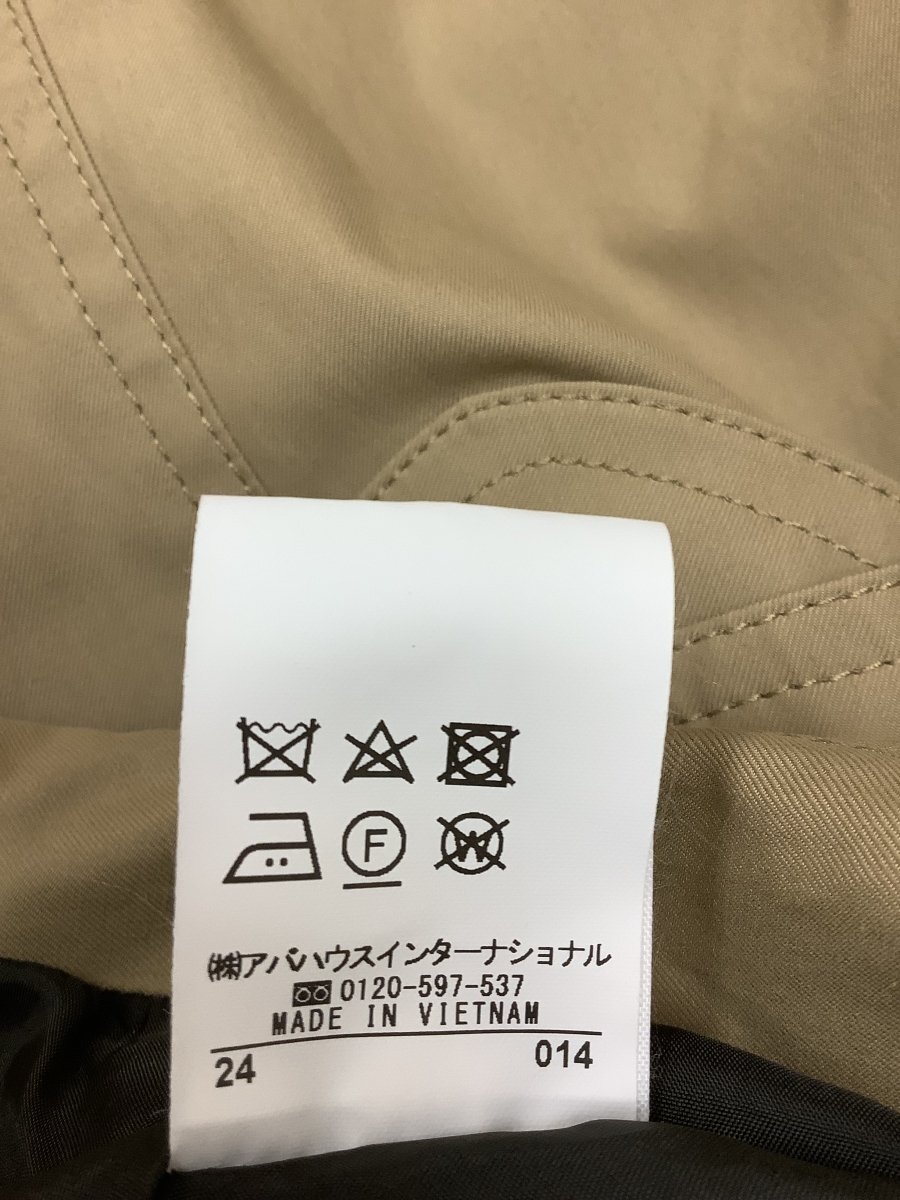 F W
(株)アバハウスインターナショナル
0120-597-537
MADE IN VIETNAM
24 014